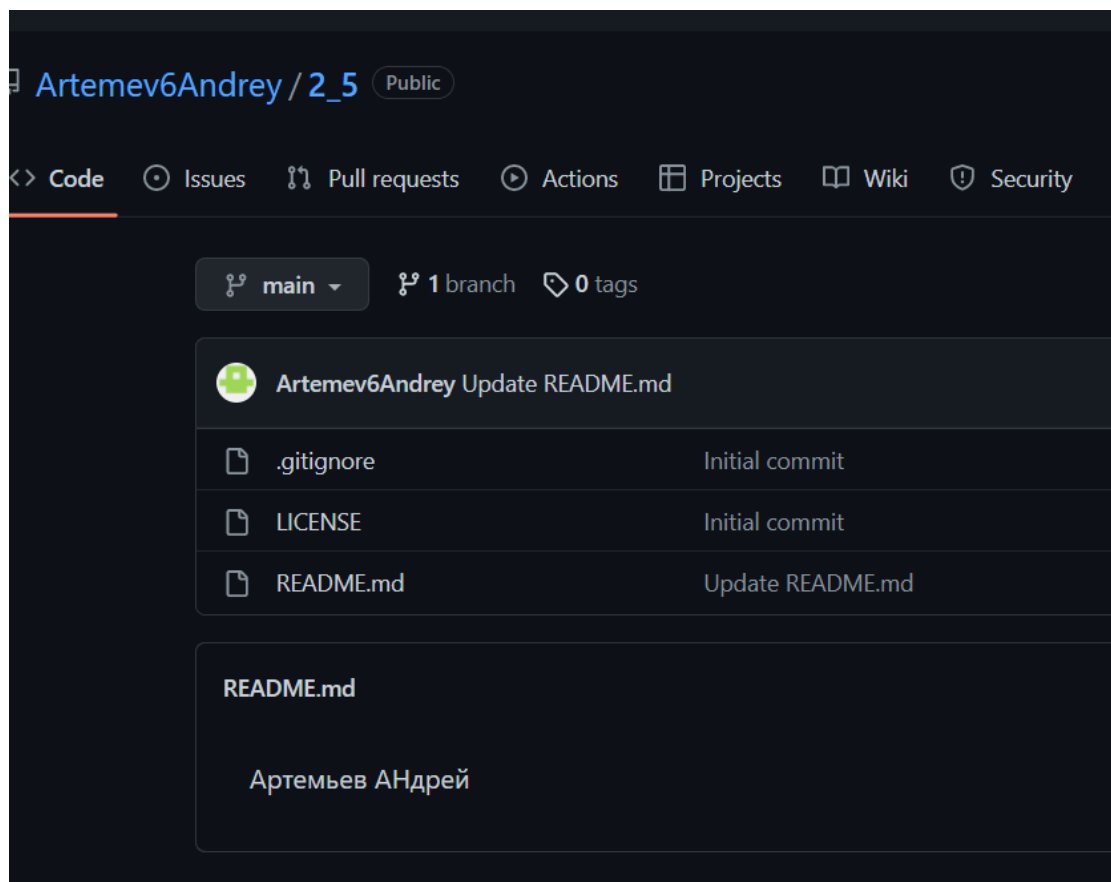 Artemev6Andrey / 2_5 Public
Code Issues Pull requests Actions Projects Wiki Security
main 1 branch 0 tags
Artemev6Andrey Update README.md
.gitignore Initial commit
LICENSE Initial commit
README.md Update README.md
README.md
Артемьев АНдрей